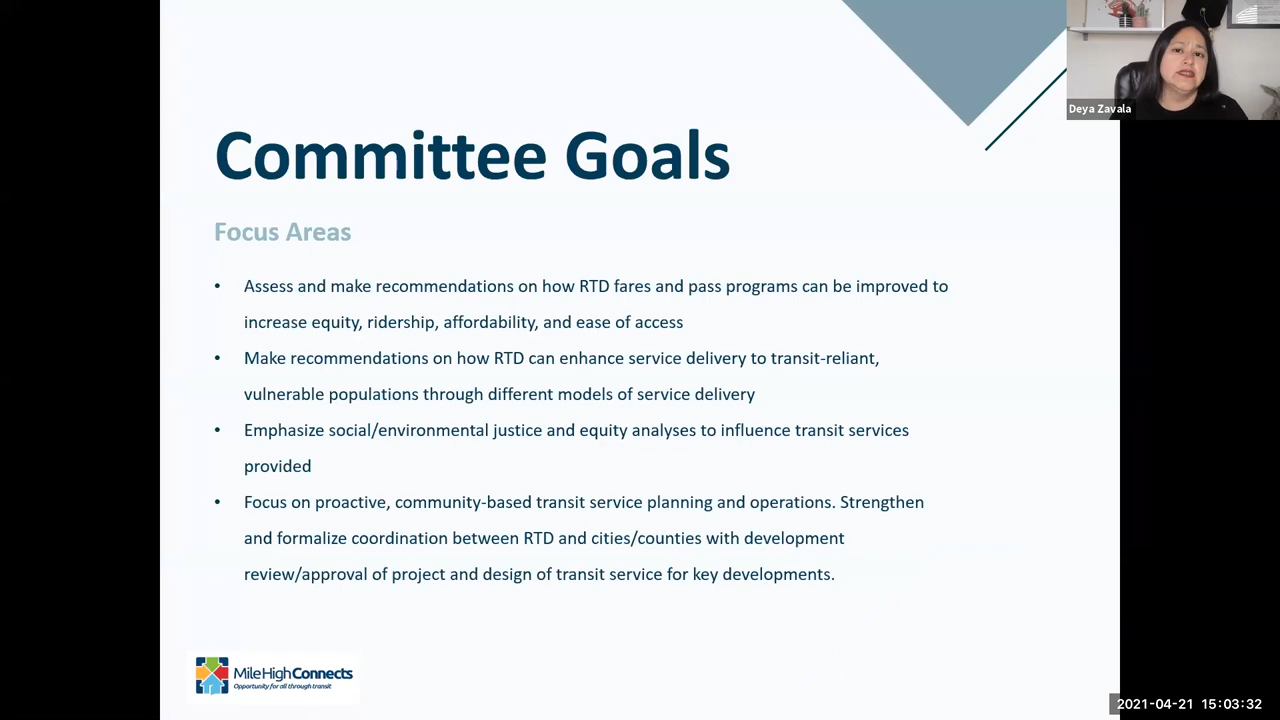 Deya Zavala
Committee Goals
Focus Areas
• Assess and make recommendations on how RTD fares and pass programs can be improved to
increase equity, ridership, affordability, and ease of access
• Make recommendations on how RTD can enhance service delivery to transit-reliant,
vulnerable populations through different models of service delivery
• Emphasize social/environmental justice and equity analyses to influence transit services
provided
• Focus on proactive, community-based transit service planning and operations. Strengthen
and formalize coordination between RTD and cities/counties with development
review/approval of project and design of transit service for key developments.
MileHighConnects
Opportunity for all through transit
2021-04-21 15:03:32